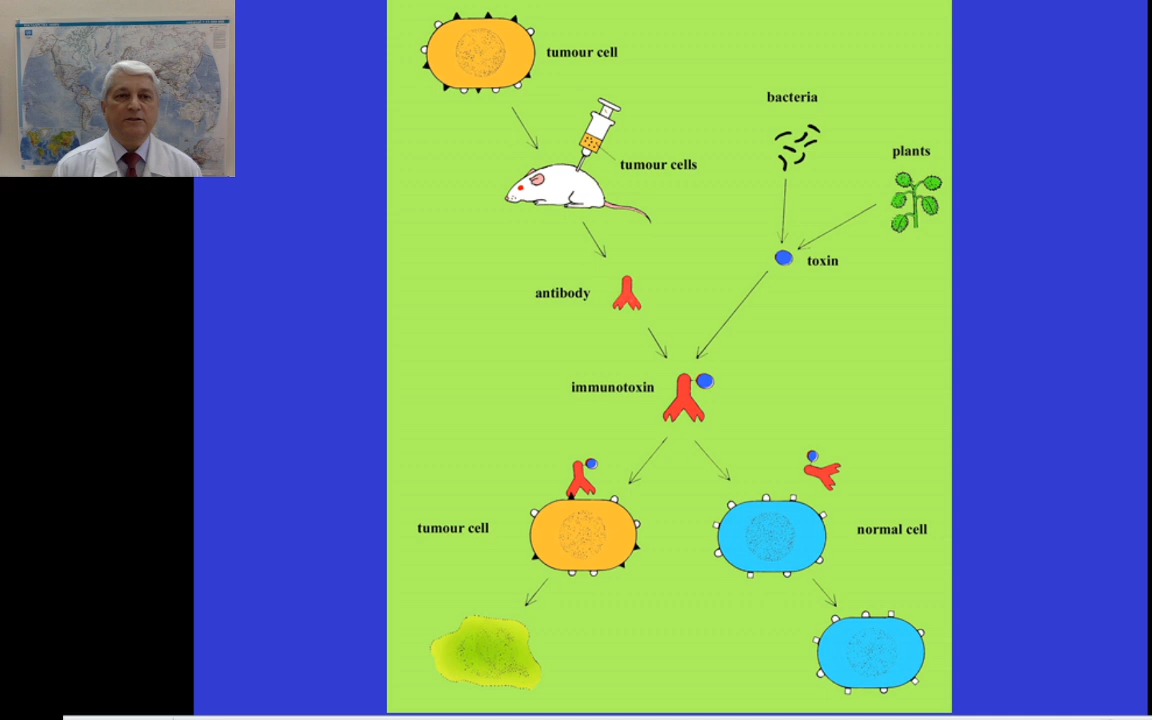 tumour cell
bacteria
plants
tumour cells
toxin
antibody
immunotoxin
tumour cell
normal cell